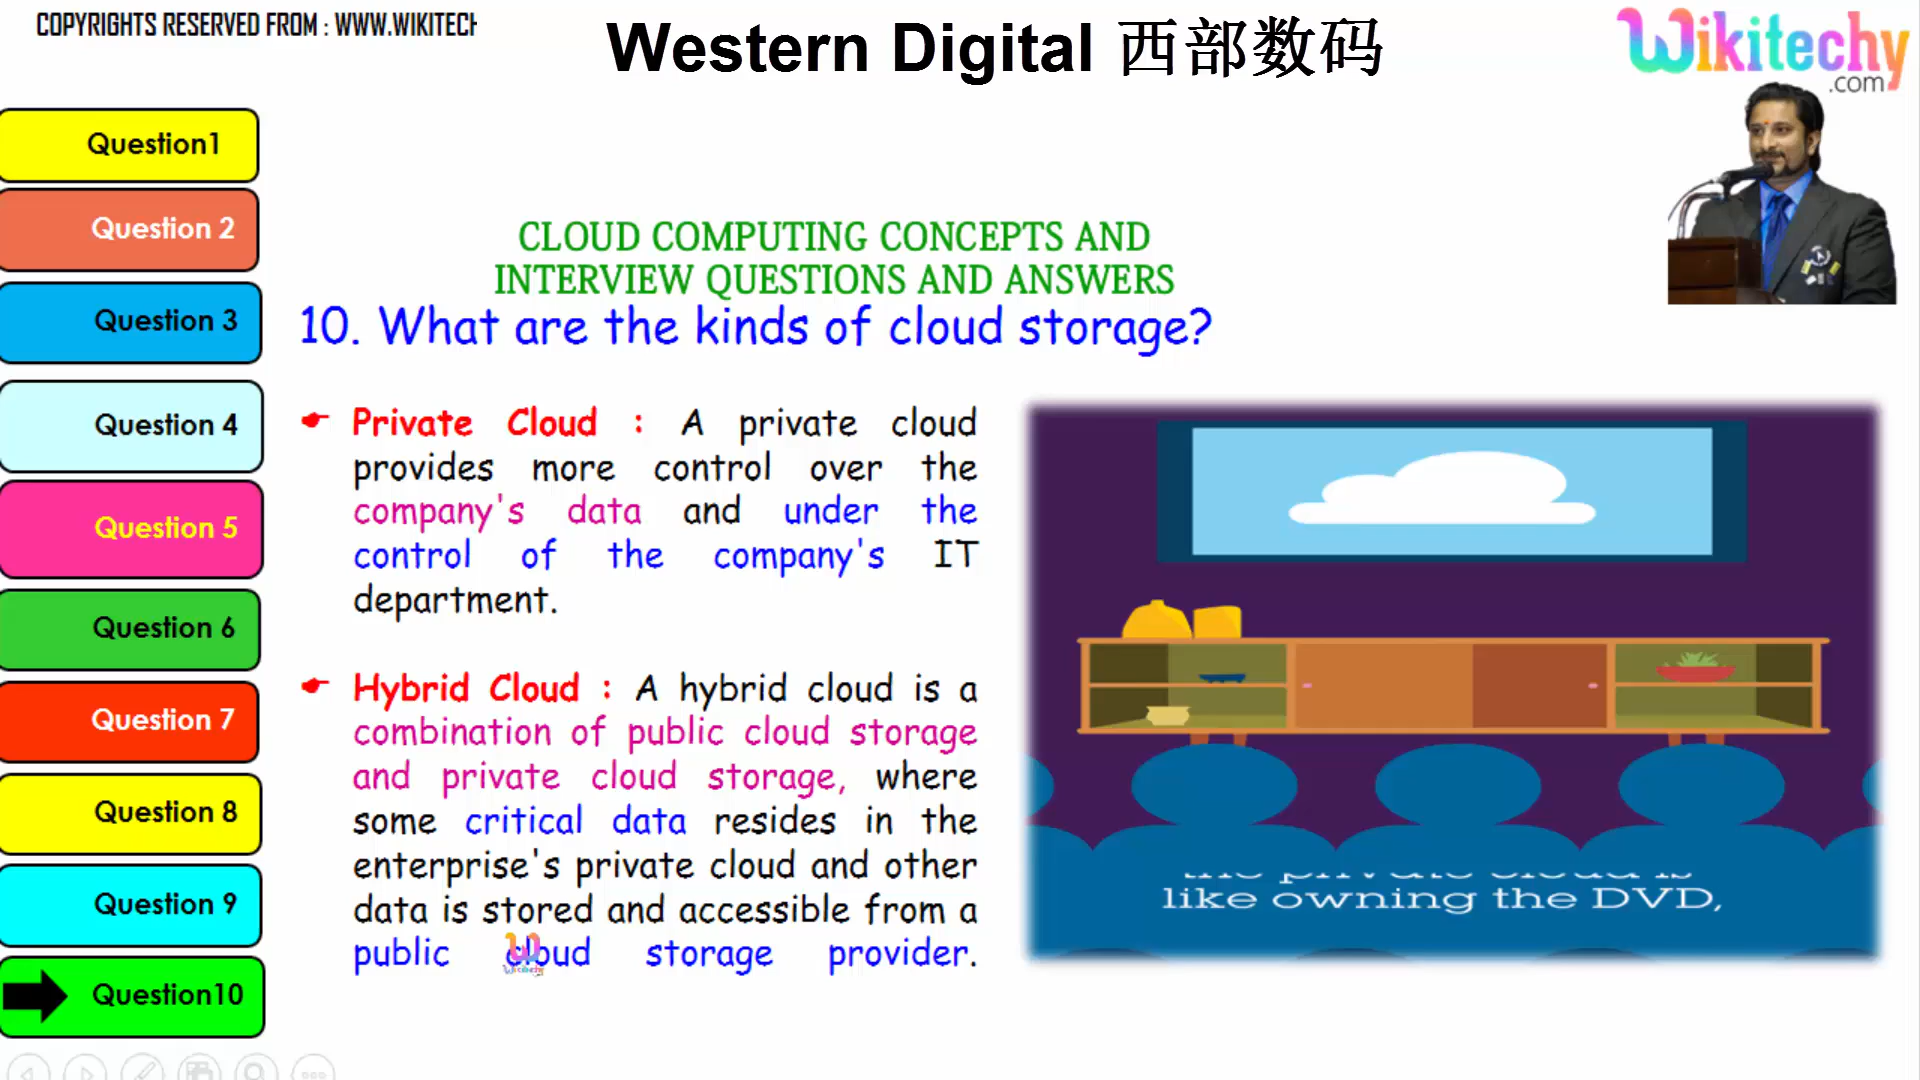 COPYRIGHTS RESERVED FROM : WWW.WIKITECH
Western Digital 西部数码
Wikitechy
.com
Question1
Question 2
Question 3
Question 4
Question 5
Question 6
Question 7
Question 8
Question 9
Question10
CLOUD COMPUTING CONCEPTS AND
INTERVIEW QUESTIONS AND ANSWERS
10. What are the kinds of cloud storage?
Private Cloud : A private cloud
provides more control over the
company's data and under the
control of the company's IT
department.
Hybrid Cloud : A hybrid cloud is a
combination of public cloud storage
and private cloud storage, where
some critical data resides in the
enterprise's private cloud and other
data is stored and accessible from a
public cloud storage provider.
the private cloud is
like owning the DVD,